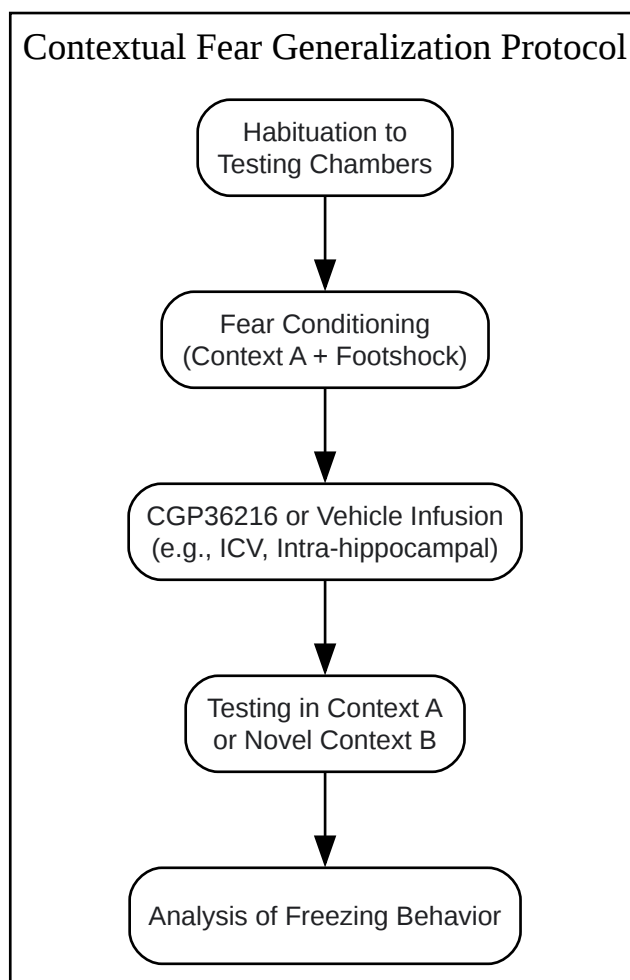 Contextual Fear Generalization Protocol
Habituation to
Testing Chambers
Fear Conditioning
(Context A + Footshock)
CGP36216 or Vehicle Infusion
(e.g., ICV, Intra-hippocampal)
Testing in Context A
or Novel Context B
Analysis of Freezing Behavior